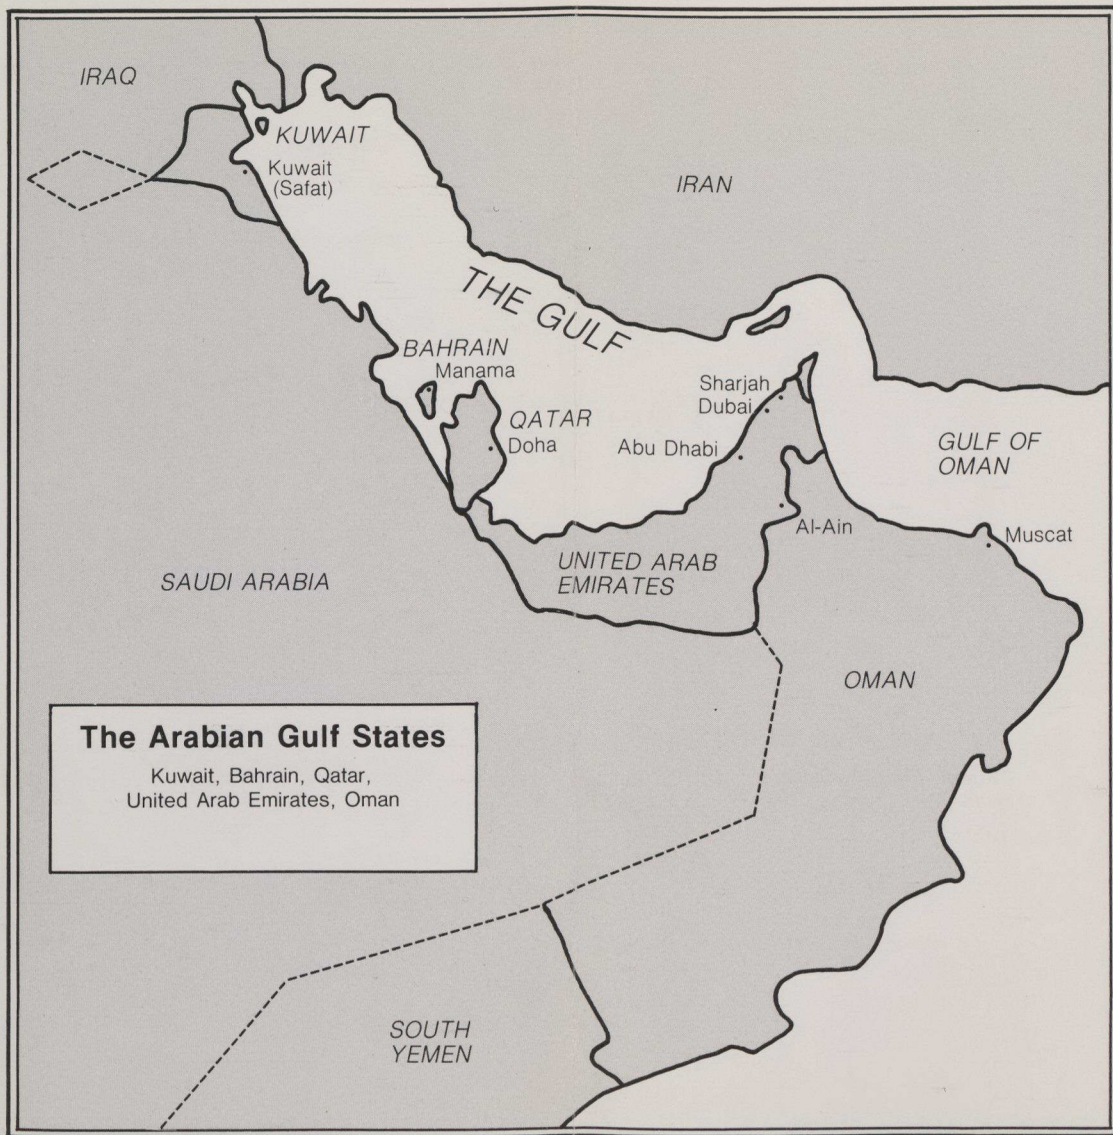 IRAQ
KUWAIT
Kuwait
(Safat)
IRAN
THE GULF
BAHRAIN
Manama
QATAR
Doha
Sharjah
Dubai
Abu Dhabi
GULF OF
OMAN
Al-Ain
Muscat
UNITED ARAB
EMIRATES
SAUDI ARABIA
OMAN
The Arabian Gulf States
Kuwait, Bahrain, Qatar,
United Arab Emirates, Oman
SOUTH
YEMEN